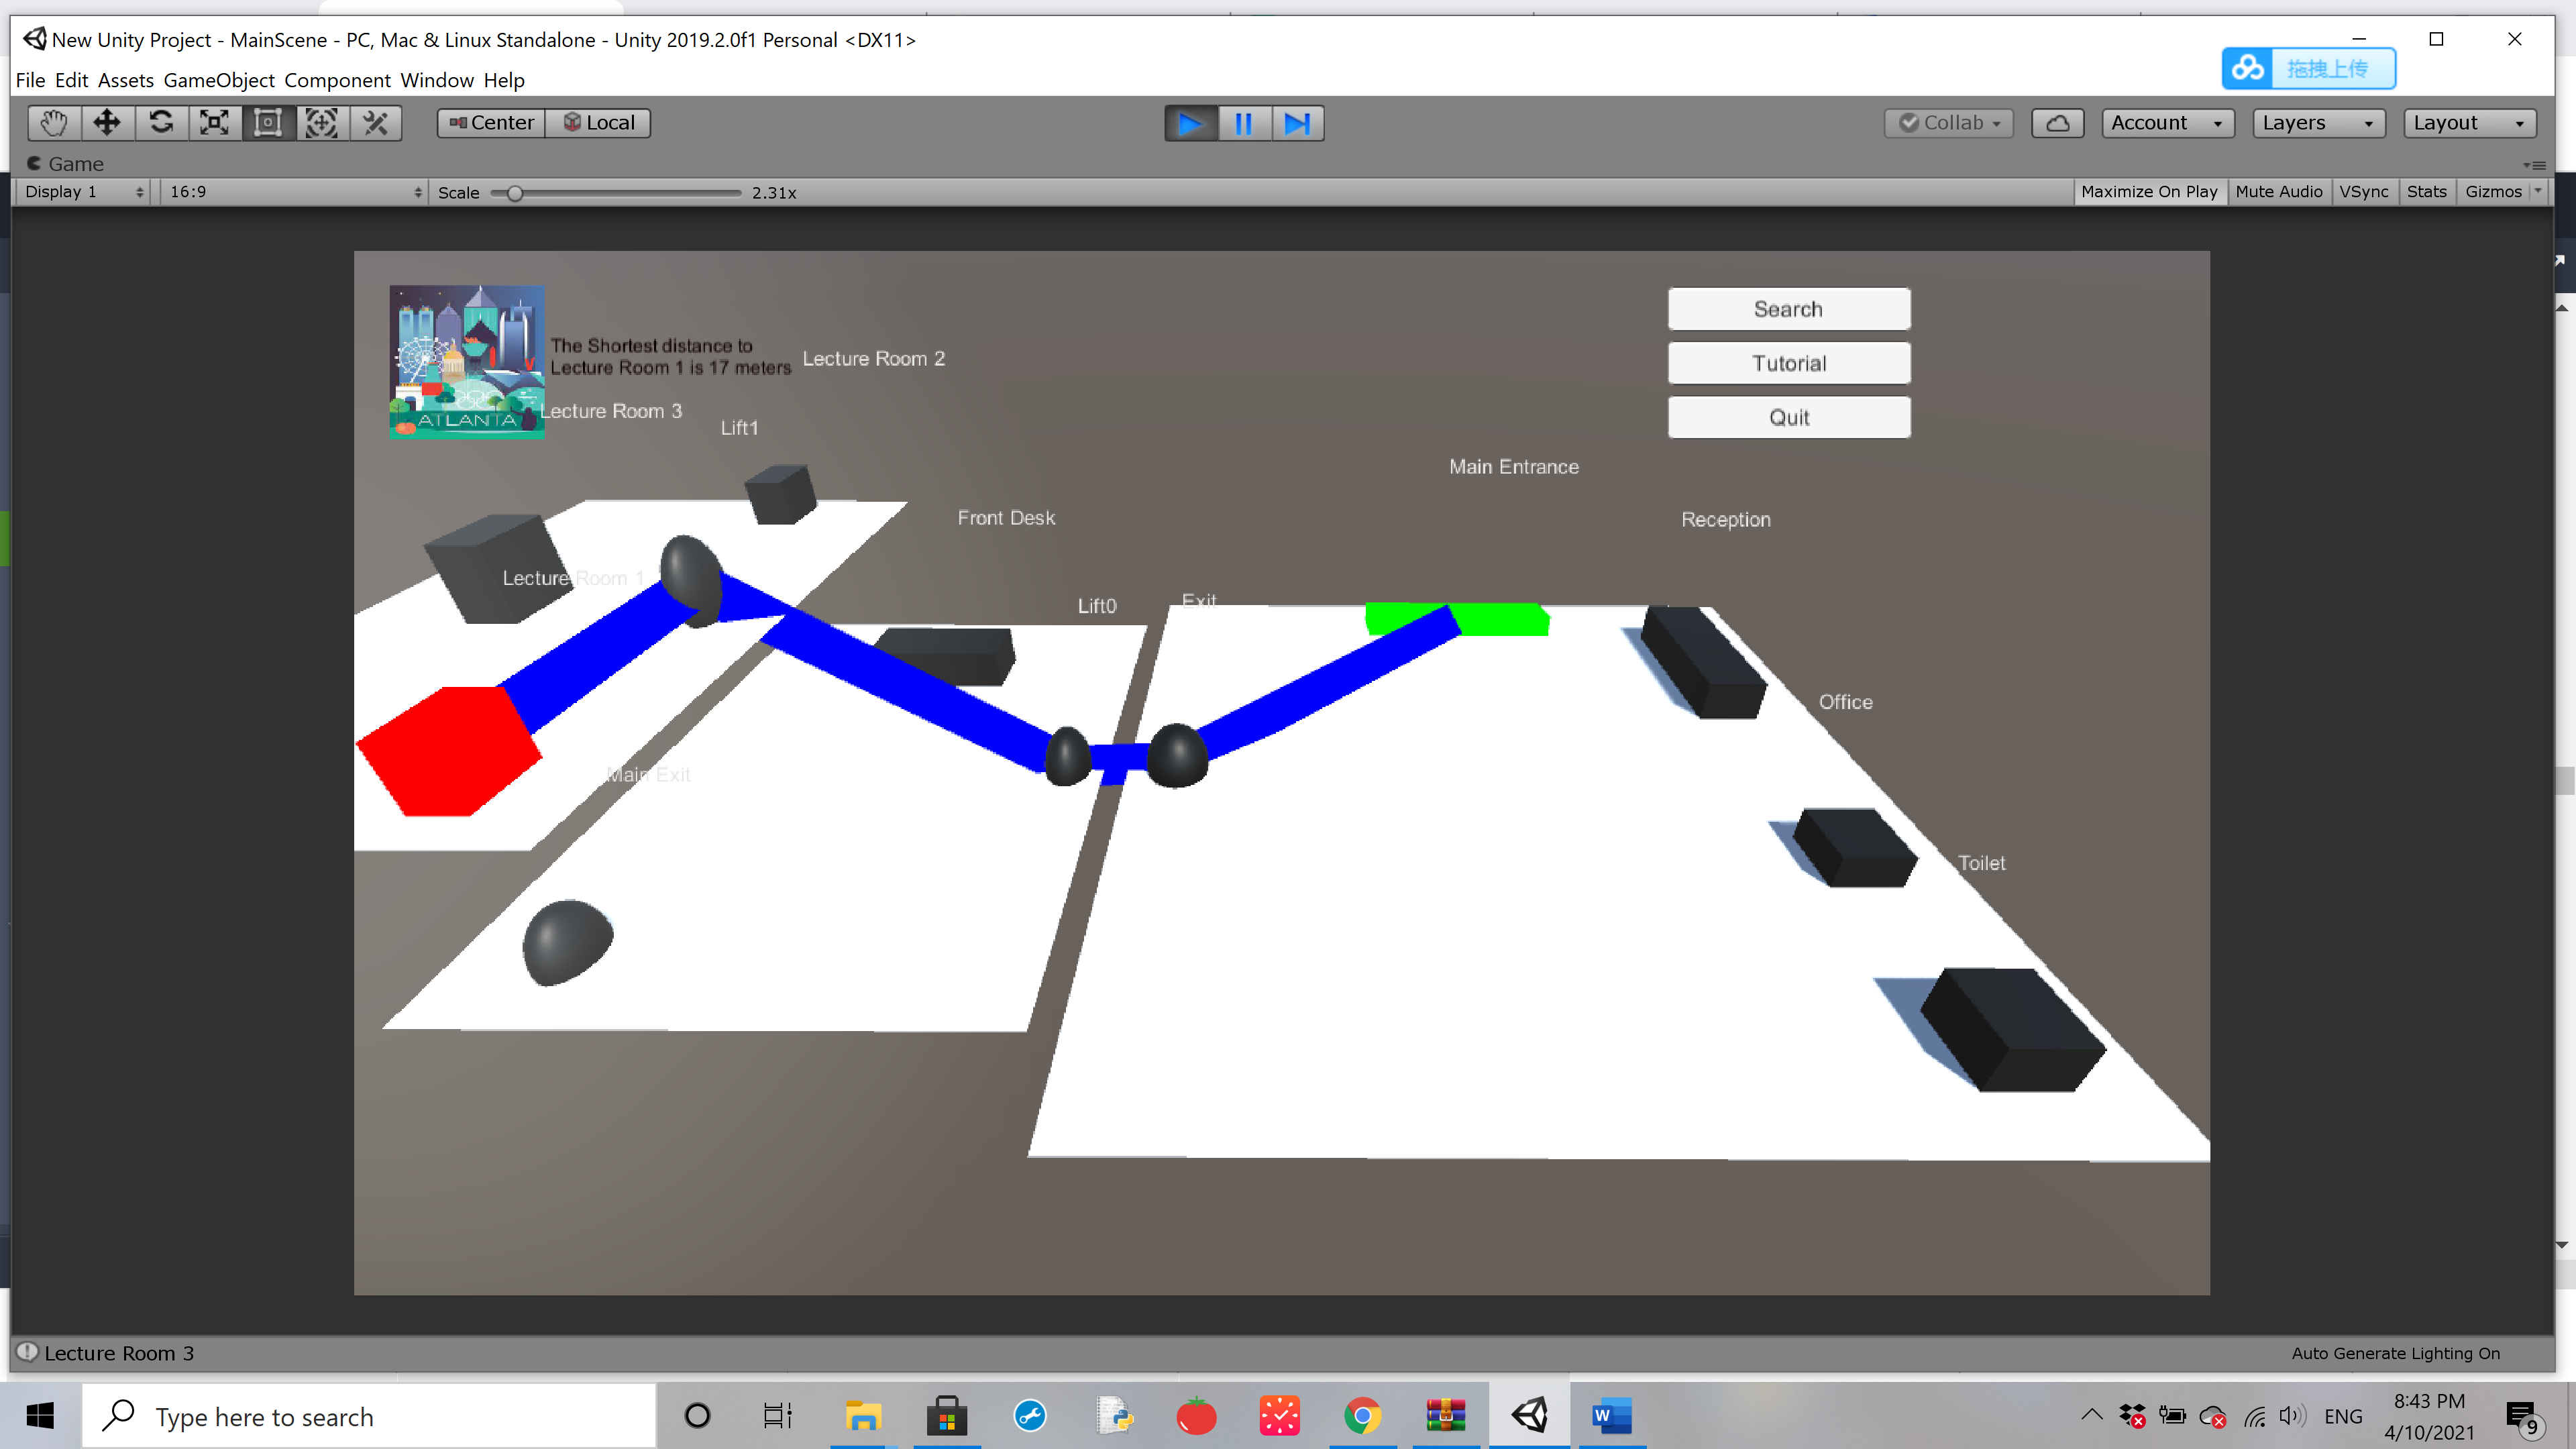 New Unity Project - MainScene - PC, Mac & Linux Standalone - Unity 2019.2.0f1 Personal <DX11>
File Edit Assets GameObject Component Window Help
拖拽上传
Center Local
Collab Account Layers Layout
Game
Display 1 16:9 Scale 2.31x Maximize On Play Mute Audio VSync Stats Gizmos
Search
The Shortest distance to
Lecture Room 1 is 17 meters
Lecture Room 2
Tutorial
ATLANTA
Lecture Room 3
Quit
Lift1
Main Entrance
Front Desk
Reception
Lecture Room 1
Lift0
Exit
Office
Main Exit
Toilet
Lecture Room 3
Auto Generate Lighting On
Type here to search
W
ENG
8:43 PM
4/10/2021
9